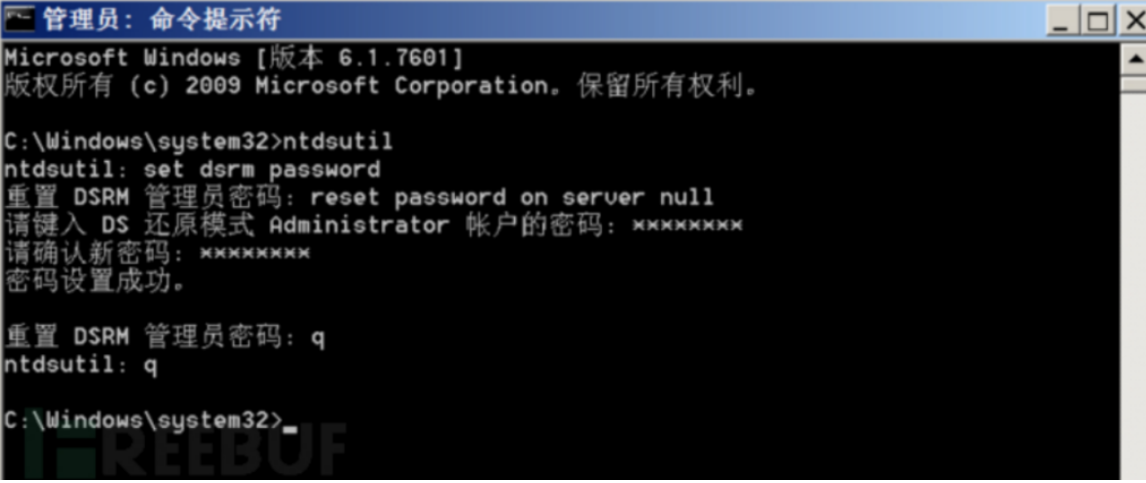 管理员: 命令提示符
Microsoft Windows [版本 6.1.7601]
版权所有 (c) 2009 Microsoft Corporation。保留所有权利。
C:\Windows\system32>ntdsutil
ntdsutil: set dsrm password
重置 DSRM 管理员密码: reset password on server null
请键入 DS 还原模式 Administrator 帐户的密码: ********
请确认新密码: ********
密码设置成功。
重置 DSRM 管理员密码: q
ntdsutil: q
C:\Windows\system32>
FREEBUF